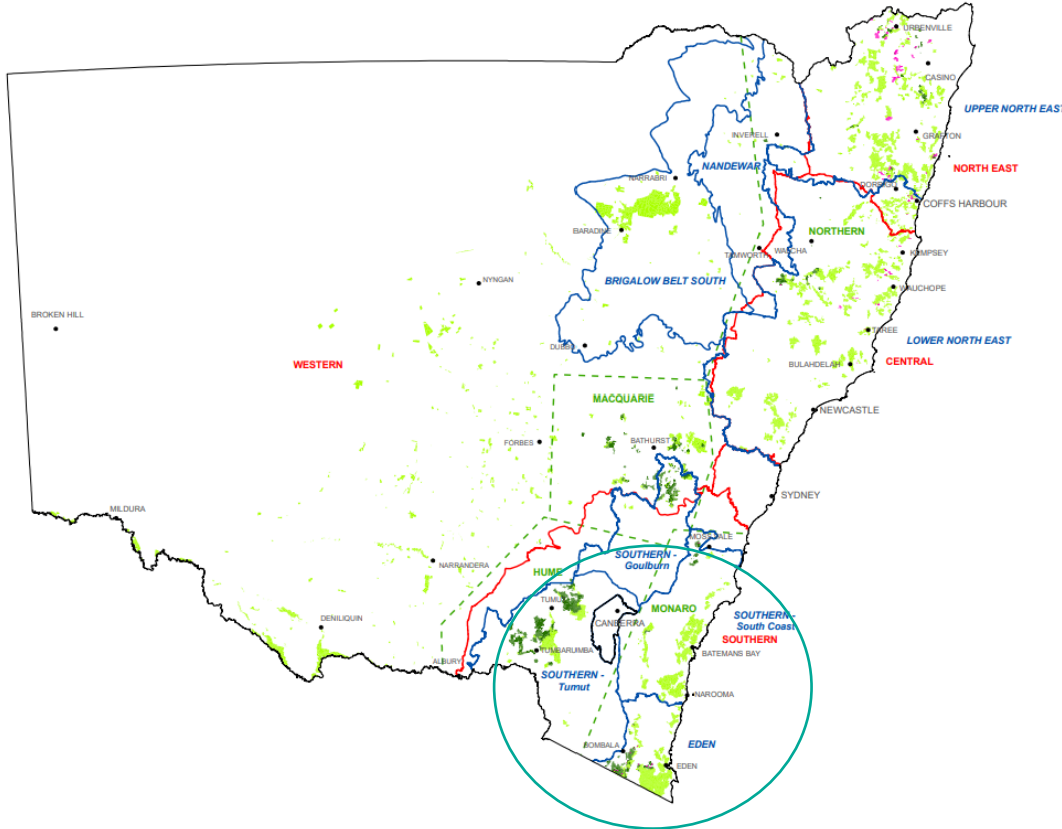 URBENVILLE
CASINO
UPPER NORTH EAST
GRAFTON
INVERELL
NANDEWAR
NORTH EAST
NARRABRI
DORRIGO
COFFS HARBOUR
BARADINE
NORTHERN
TAMWORTH
WALCHA
KEMPSEY
NYNGAN
BRIGALOW BELT SOUTH
WAUCHOPE
BROKEN HILL
TAREE
LOWER NORTH EAST
DUBBO
WESTERN
CENTRAL
BULAHDELAH
MACQUARIE
NEWCASTLE
FORBES
BATHURST
SYDNEY
MILDURA
MOSS VALE
SOUTHERN -
Goulburn
NARRANDERA
HUME
TUMUT
MONARO
CANBERRA
SOUTHERN -
South Coast
DENILIQUIN
SOUTHERN
TUMBARUMBA
BATEMANS BAY
ALBURY
SOUTHERN -
Tumut
NAROOMA
BOMBALA
EDEN
EDEN